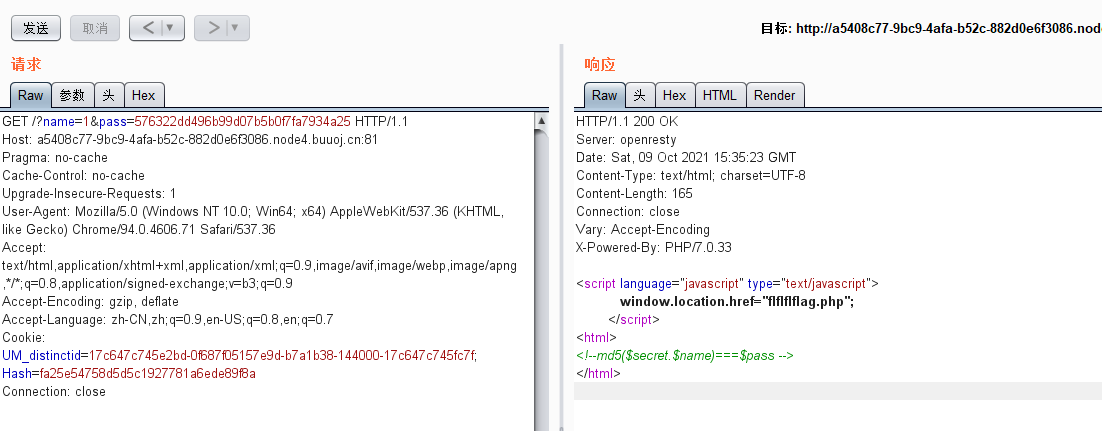 发送 取消 < | ▼ > | ▼
目标: http://a5408c77-9bc9-4afa-b52c-882d0e6f3086.node
请求
Raw 参数 头 Hex
GET /?name=1&pass=576322dd496b99d07b5b0f7fa7934a25 HTTP/1.1
Host: a5408c77-9bc9-4afa-b52c-882d0e6f3086.node4.buuoj.cn:81
Pragma: no-cache
Cache-Control: no-cache
Upgrade-Insecure-Requests: 1
User-Agent: Mozilla/5.0 (Windows NT 10.0; Win64; x64) AppleWebKit/537.36 (KHTML,
like Gecko) Chrome/94.0.4606.71 Safari/537.36
Accept:
text/html,application/xhtml+xml,application/xml;q=0.9,image/avif,image/webp,image/apng
,*/*;q=0.8,application/signed-exchange;v=b3;q=0.9
Accept-Encoding: gzip, deflate
Accept-Language: zh-CN,zh;q=0.9,en-US;q=0.8,en;q=0.7
Cookie:
UM_distinctid=17c647c745e2bd-0f687f05157e9d-b7a1b38-144000-17c647c745fc7f;
Hash=fa25e54758d5d5c1927781a6ede89f8a
Connection: close
响应
Raw 头 Hex HTML Render
HTTP/1.1 200 OK
Server: openresty
Date: Sat, 09 Oct 2021 15:35:23 GMT
Content-Type: text/html; charset=UTF-8
Content-Length: 165
Connection: close
Vary: Accept-Encoding
X-Powered-By: PHP/7.0.33
<script language="javascript" type="text/javascript">
window.location.href="flflflflag.php";
</script>
<html>
<!--md5($secret.$name)===$pass -->
</html>